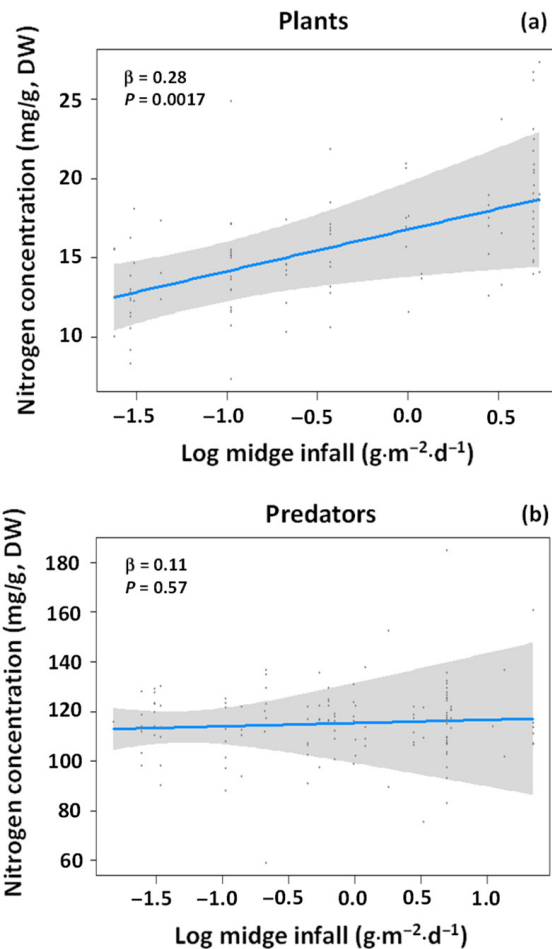 Plants
(a)
Nitrogen concentration (mg/g, DW)
β = 0.28
P = 0.0017
25
20
15
10
−1.5 −1.0 −0.5 0.0 0.5
Log midge infall (g·m⁻²·d⁻¹)
Predators
(b)
Nitrogen concentration (mg/g, DW)
β = 0.11
P = 0.57
180
160
140
120
100
80
60
−1.5 −1.0 −0.5 0.0 0.5 1.0
Log midge infall (g·m⁻²·d⁻¹)